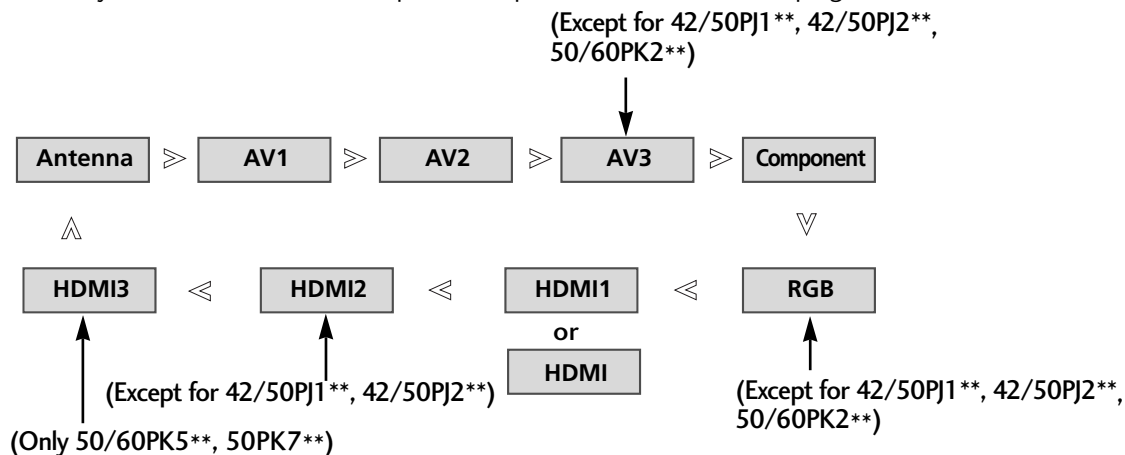 (Except for 42/50PJ1**, 42/50PJ2**,
50/60PK2**)
Antenna
AV1
AV2
AV3
Component
HDMI3
HDMI2
HDMI1
RGB
or
HDMI
(Except for 42/50PJ1**, 42/50PJ2**)
(Except for 42/50PJ1**, 42/50PJ2**,
50/60PK2**)
(Only 50/60PK5**, 50PK7**)